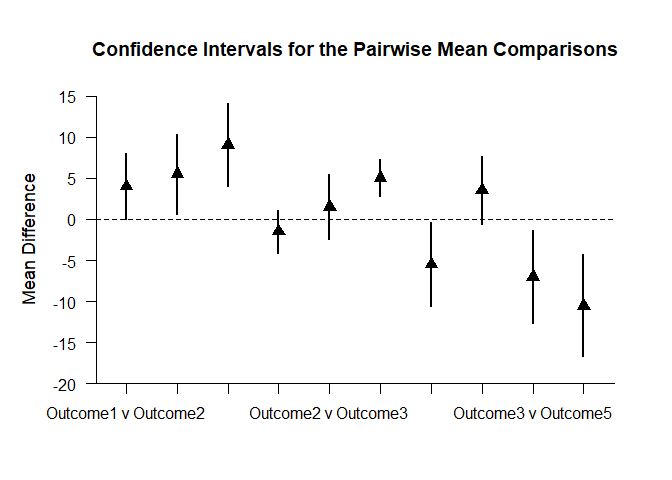 Confidence Intervals for the Pairwise Mean Comparisons
Mean Difference
15
10
5
0
-5
-10
-15
-20
Outcome1 v Outcome2
Outcome2 v Outcome3
Outcome3 v Outcome5